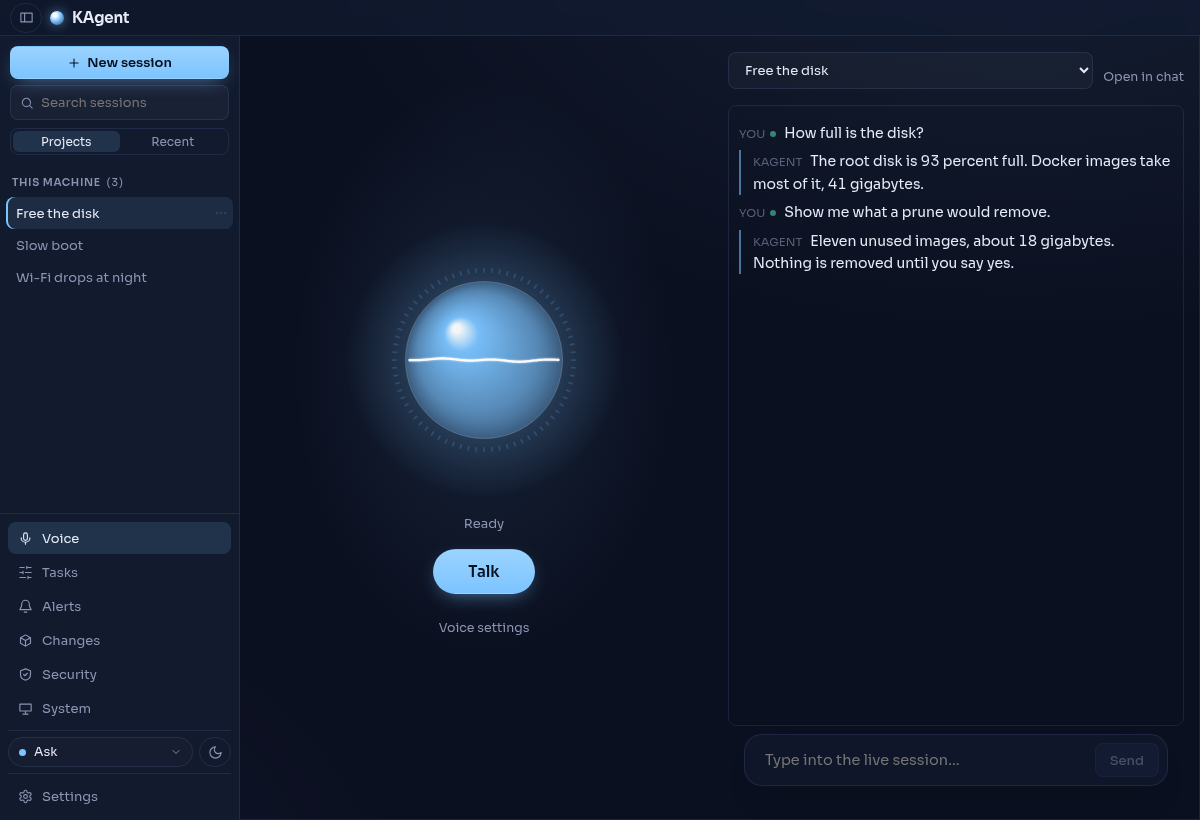 KAgent
New session
Search sessions
Projects
Recent
THIS MACHINE (3)
Free the disk
Slow boot
Wi-Fi drops at night
Voice
Tasks
Alerts
Changes
Security
System
Ask
Settings
Ready
Talk
Voice settings
Free the disk
Open in chat
YOU How full is the disk?
KAGENT The root disk is 93 percent full. Docker images take
most of it, 41 gigabytes.
YOU Show me what a prune would remove.
KAGENT Eleven unused images, about 18 gigabytes.
Nothing is removed until you say yes.
Type into the live session...
Send